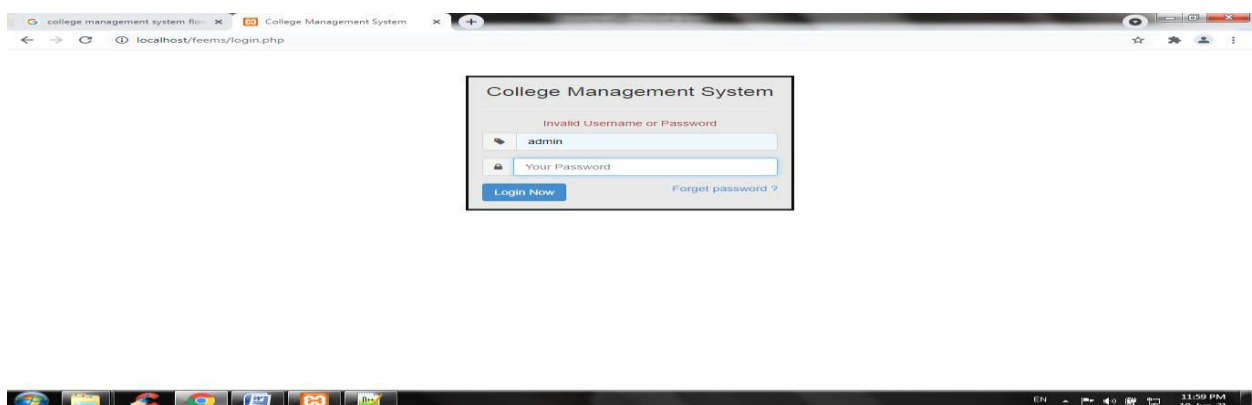 college management system flo
College Management System
localhost/feems/login.php
College Management System
Invalid Username or Password
admin
Your Password
Login Now
Forget password ?
EN
11:59 PM